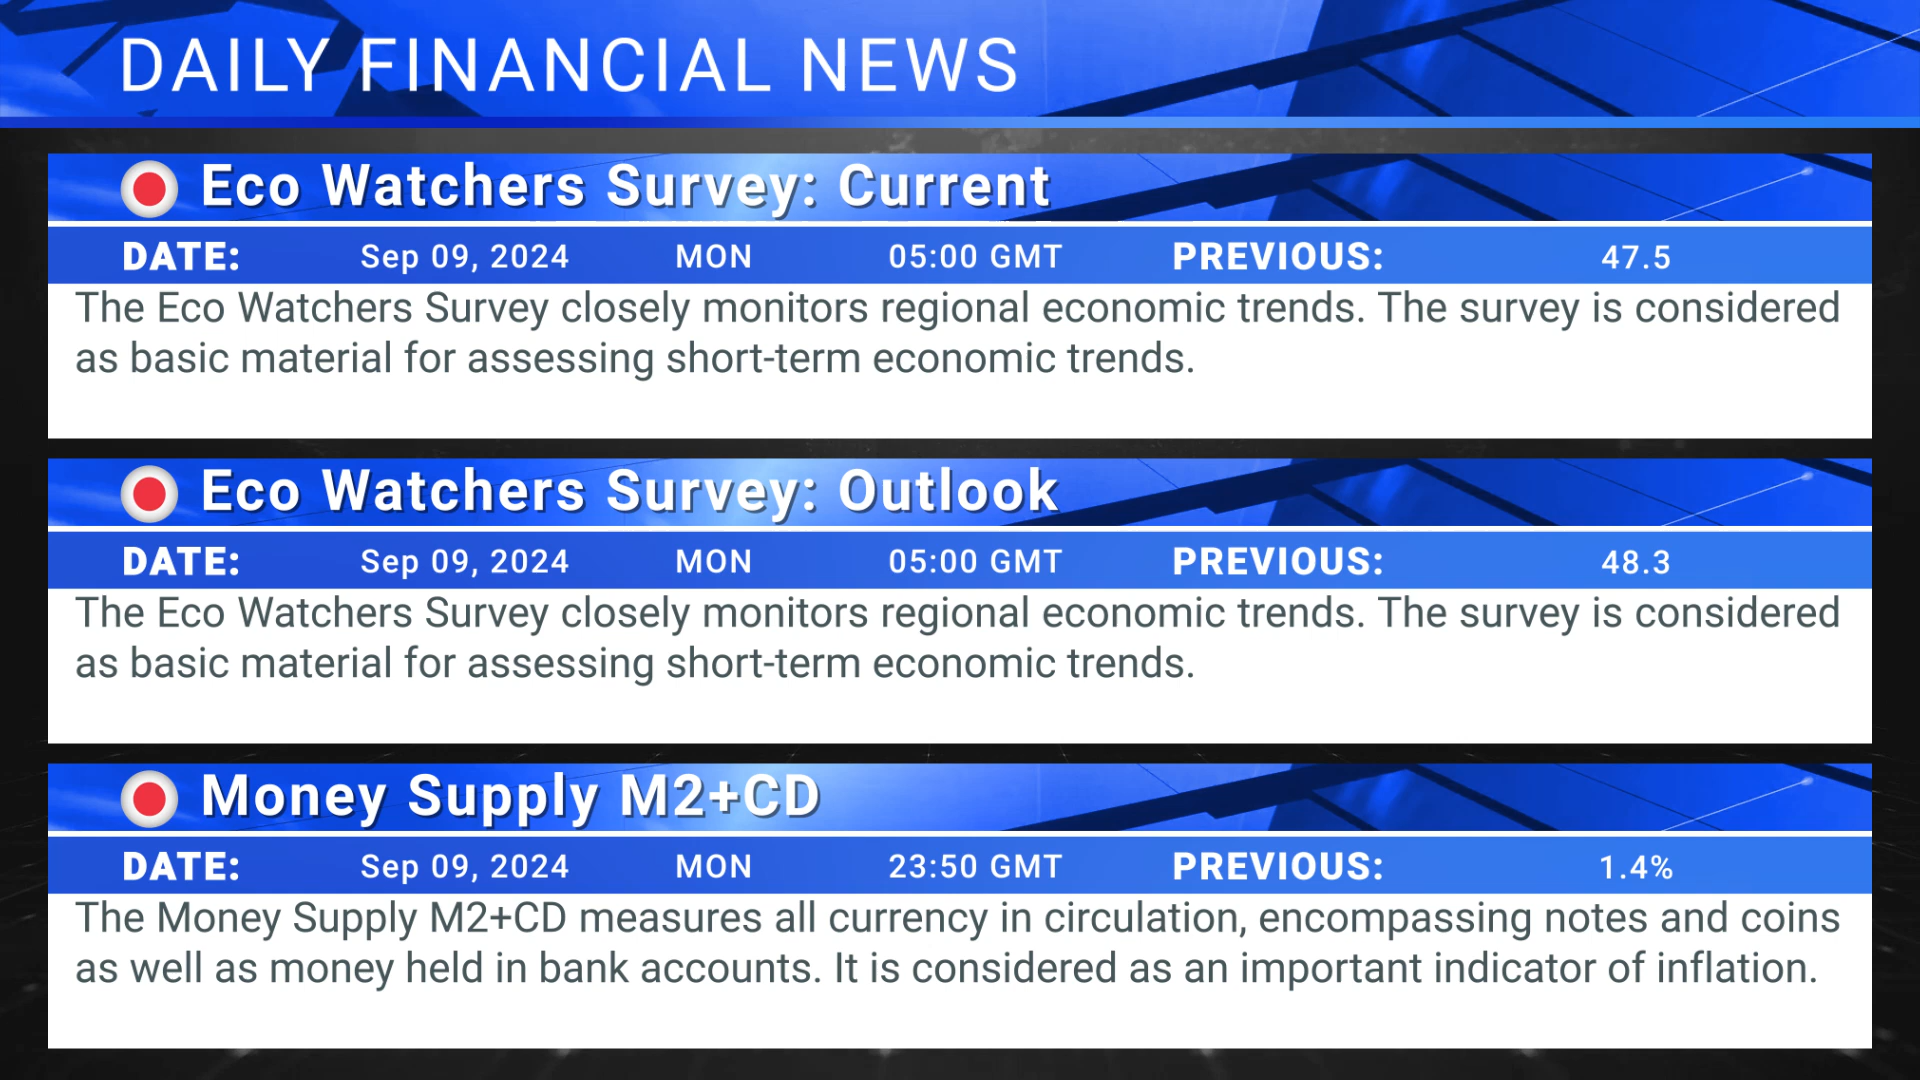 DAILY FINANCIAL NEWS
Eco Watchers Survey: Current
DATE: Sep 09, 2024 MON 05:00 GMT PREVIOUS: 47.5
The Eco Watchers Survey closely monitors regional economic trends. The survey is considered
as basic material for assessing short-term economic trends.
Eco Watchers Survey: Outlook
DATE: Sep 09, 2024 MON 05:00 GMT PREVIOUS: 48.3
The Eco Watchers Survey closely monitors regional economic trends. The survey is considered
as basic material for assessing short-term economic trends.
Money Supply M2+CD
DATE: Sep 09, 2024 MON 23:50 GMT PREVIOUS: 1.4%
The Money Supply M2+CD measures all currency in circulation, encompassing notes and coins
as well as money held in bank accounts. It is considered as an important indicator of inflation.